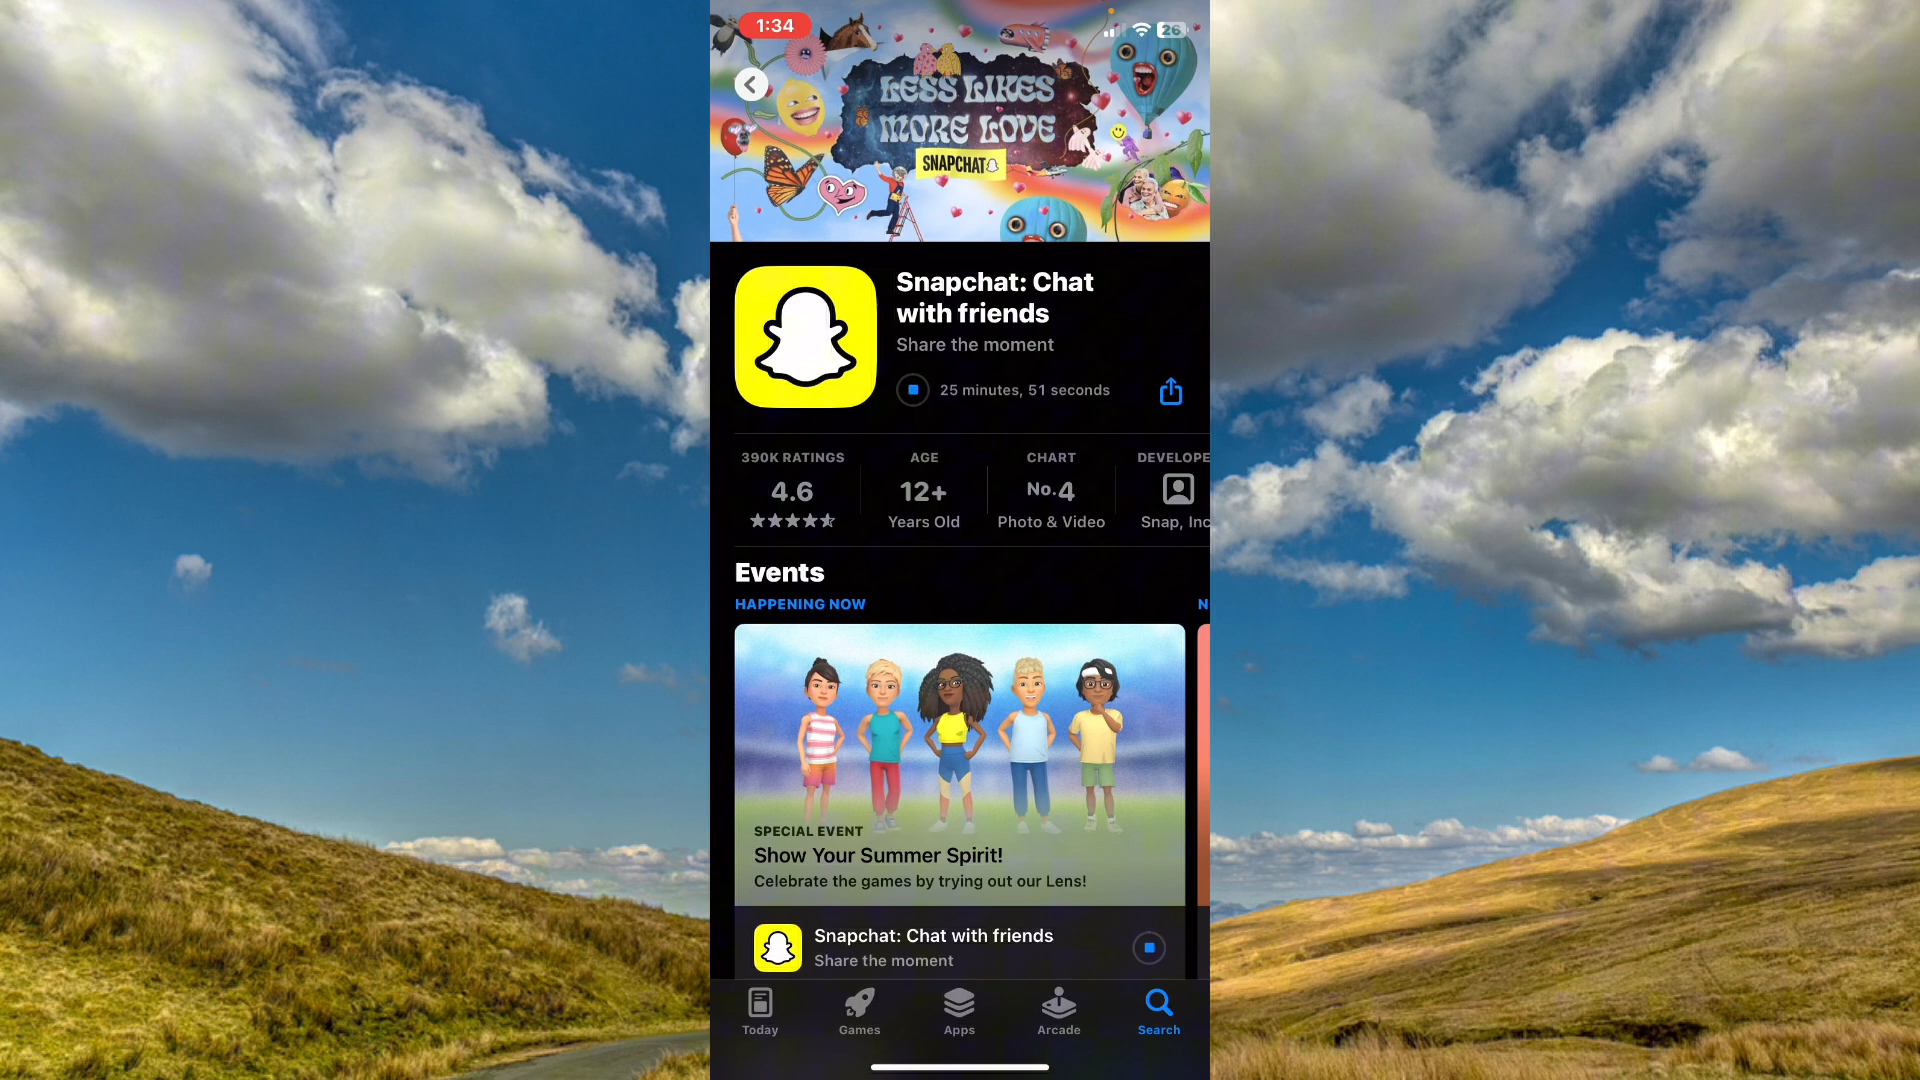 1:34
26
LESS LIKES
MORE LOVE
SNAPCHAT
Snapchat: Chat
with friends
Share the moment
25 minutes, 51 seconds
390K RATINGS
AGE
CHART
DEVELOPE
4.6
12+
No.4
Years Old
Photo & Video
Snap, Inc
Events
HAPPENING NOW
N
SPECIAL EVENT
Show Your Summer Spirit!
Celebrate the games by trying out our Lens!
Snapchat: Chat with friends
Share the moment
Today
Games
Apps
Arcade
Search